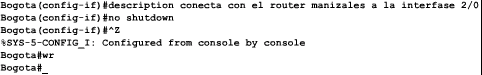 Bogota(config-if)#description conecta con el router manizales a la interfase 2/0
Bogota(config-if)#no shutdown
Bogota(config-if)#^Z
%SYS-5-CONFIG_I: Configured from console by console
Bogota#wr
Bogota#_